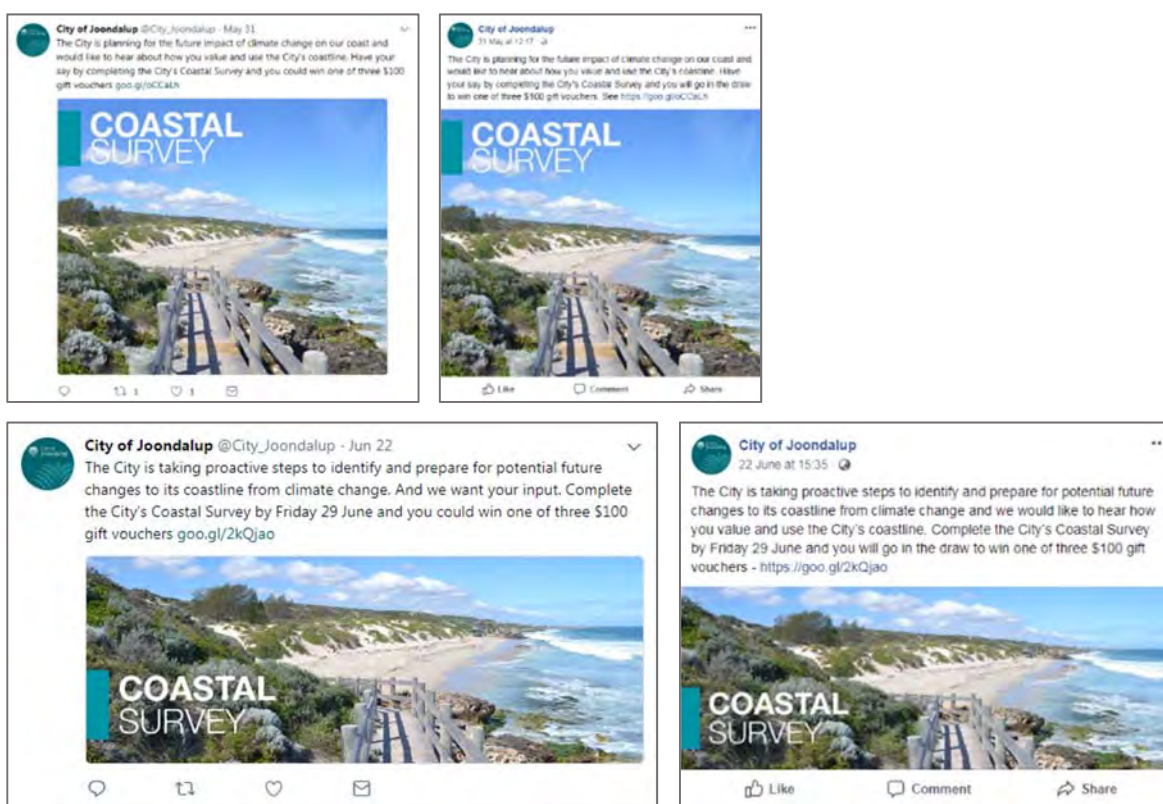 City of Joondalup @City_Joondalup · May 31
The City is planning for the future impact of climate change on our coast and
would like to hear about how you value and use the City's coastline. Have your
say by completing the City's Coastal Survey and you could win one of three $100
gift vouchers goo.gl/oCCaLh
COASTAL
SURVEY
1 1
City of Joondalup
31 May at 12:17
The City is planning for the future impact of climate change on our coast and
would like to hear about how you value and use the City's coastline. Have
your say by completing the City's Coastal Survey and you will go in the draw
to win one of three $100 gift vouchers. See https://goo.gl/oCCaLh
COASTAL
SURVEY
Like Comment Share
City of Joondalup @City_Joondalup · Jun 22
The City is taking proactive steps to identify and prepare for potential future
changes to its coastline from climate change. And we want your input. Complete
the City's Coastal Survey by Friday 29 June and you could win one of three $100
gift vouchers goo.gl/2kQjao
COASTAL
SURVEY
City of Joondalup
22 June at 15:35
The City is taking proactive steps to identify and prepare for potential future
changes to its coastline from climate change and we would like to hear how
you value and use the City's coastline. Complete the City's Coastal Survey
by Friday 29 June and you will go in the draw to win one of three $100 gift
vouchers - https://goo.gl/2kQjao
COASTAL
SURVEY
Like Comment Share